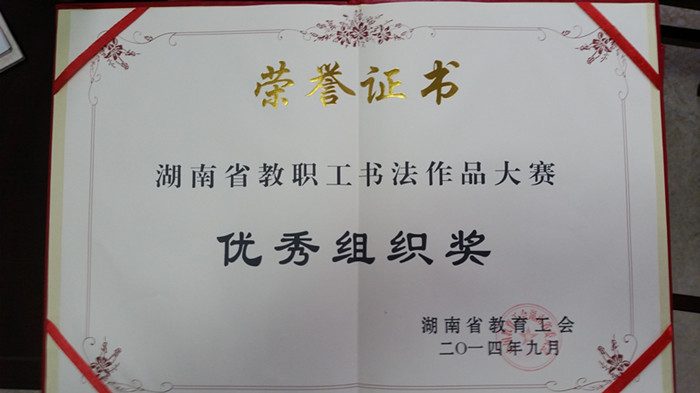 荣誉证书
湖南省教职工书法作品大赛
优秀组织奖
湖南省教育工会
二〇一四年九月